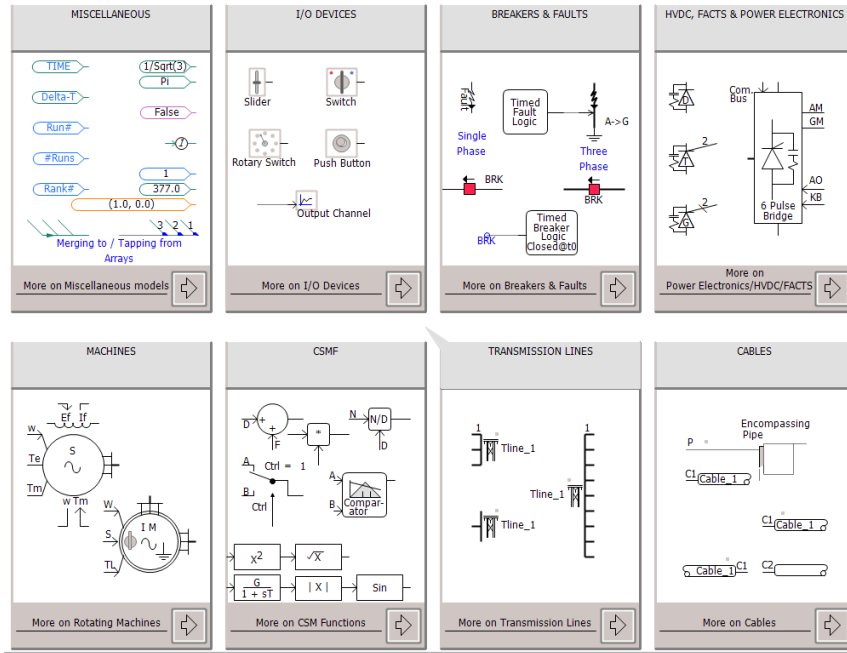 MISCELLANEOUS
TIME
1/Sqrt(3)
Pi
Delta-T
False
Run#
#Runs
1
Rank#
377.0
(1.0, 0.0)
3 2 1
Merging to / Tapping from
Arrays
More on Miscellaneous models
I/O DEVICES
Slider
Switch
Rotary Switch
Push Button
Output Channel
More on I/O Devices
BREAKERS & FAULTS
Fault
Timed
Fault
Logic
A->G
Single
Phase
Three
Phase
BRK
BRK
BRK
Timed
Breaker
Logic
Closed@t0
More on Breakers & Faults
HVDC, FACTS & POWER ELECTRONICS
D
2
T
2
G
Com.
Bus
AM
GM
AO
KB
6 Pulse
Bridge
More on
Power Electronics/HVDC/FACTS
MACHINES
Ef If
w
S
Te
Tm
w Tm
W
S
I M
TL
More on Rotating Machines
CSMF
D
+
+
F
*
N
N/D
D
A
Ctrl = 1
B
Ctrl
A
B
Compar-
ator
X²
√X
G
1 + sT
| X |
Sin
More on CSM Functions
TRANSMISSION LINES
1
Tline_1
1
Tline_1
Tline_1
More on Transmission Lines
CABLES
Encompassing
Pipe
P
C1
Cable_1
C1
Cable_1
Cable_1
C1
C2
More on Cables